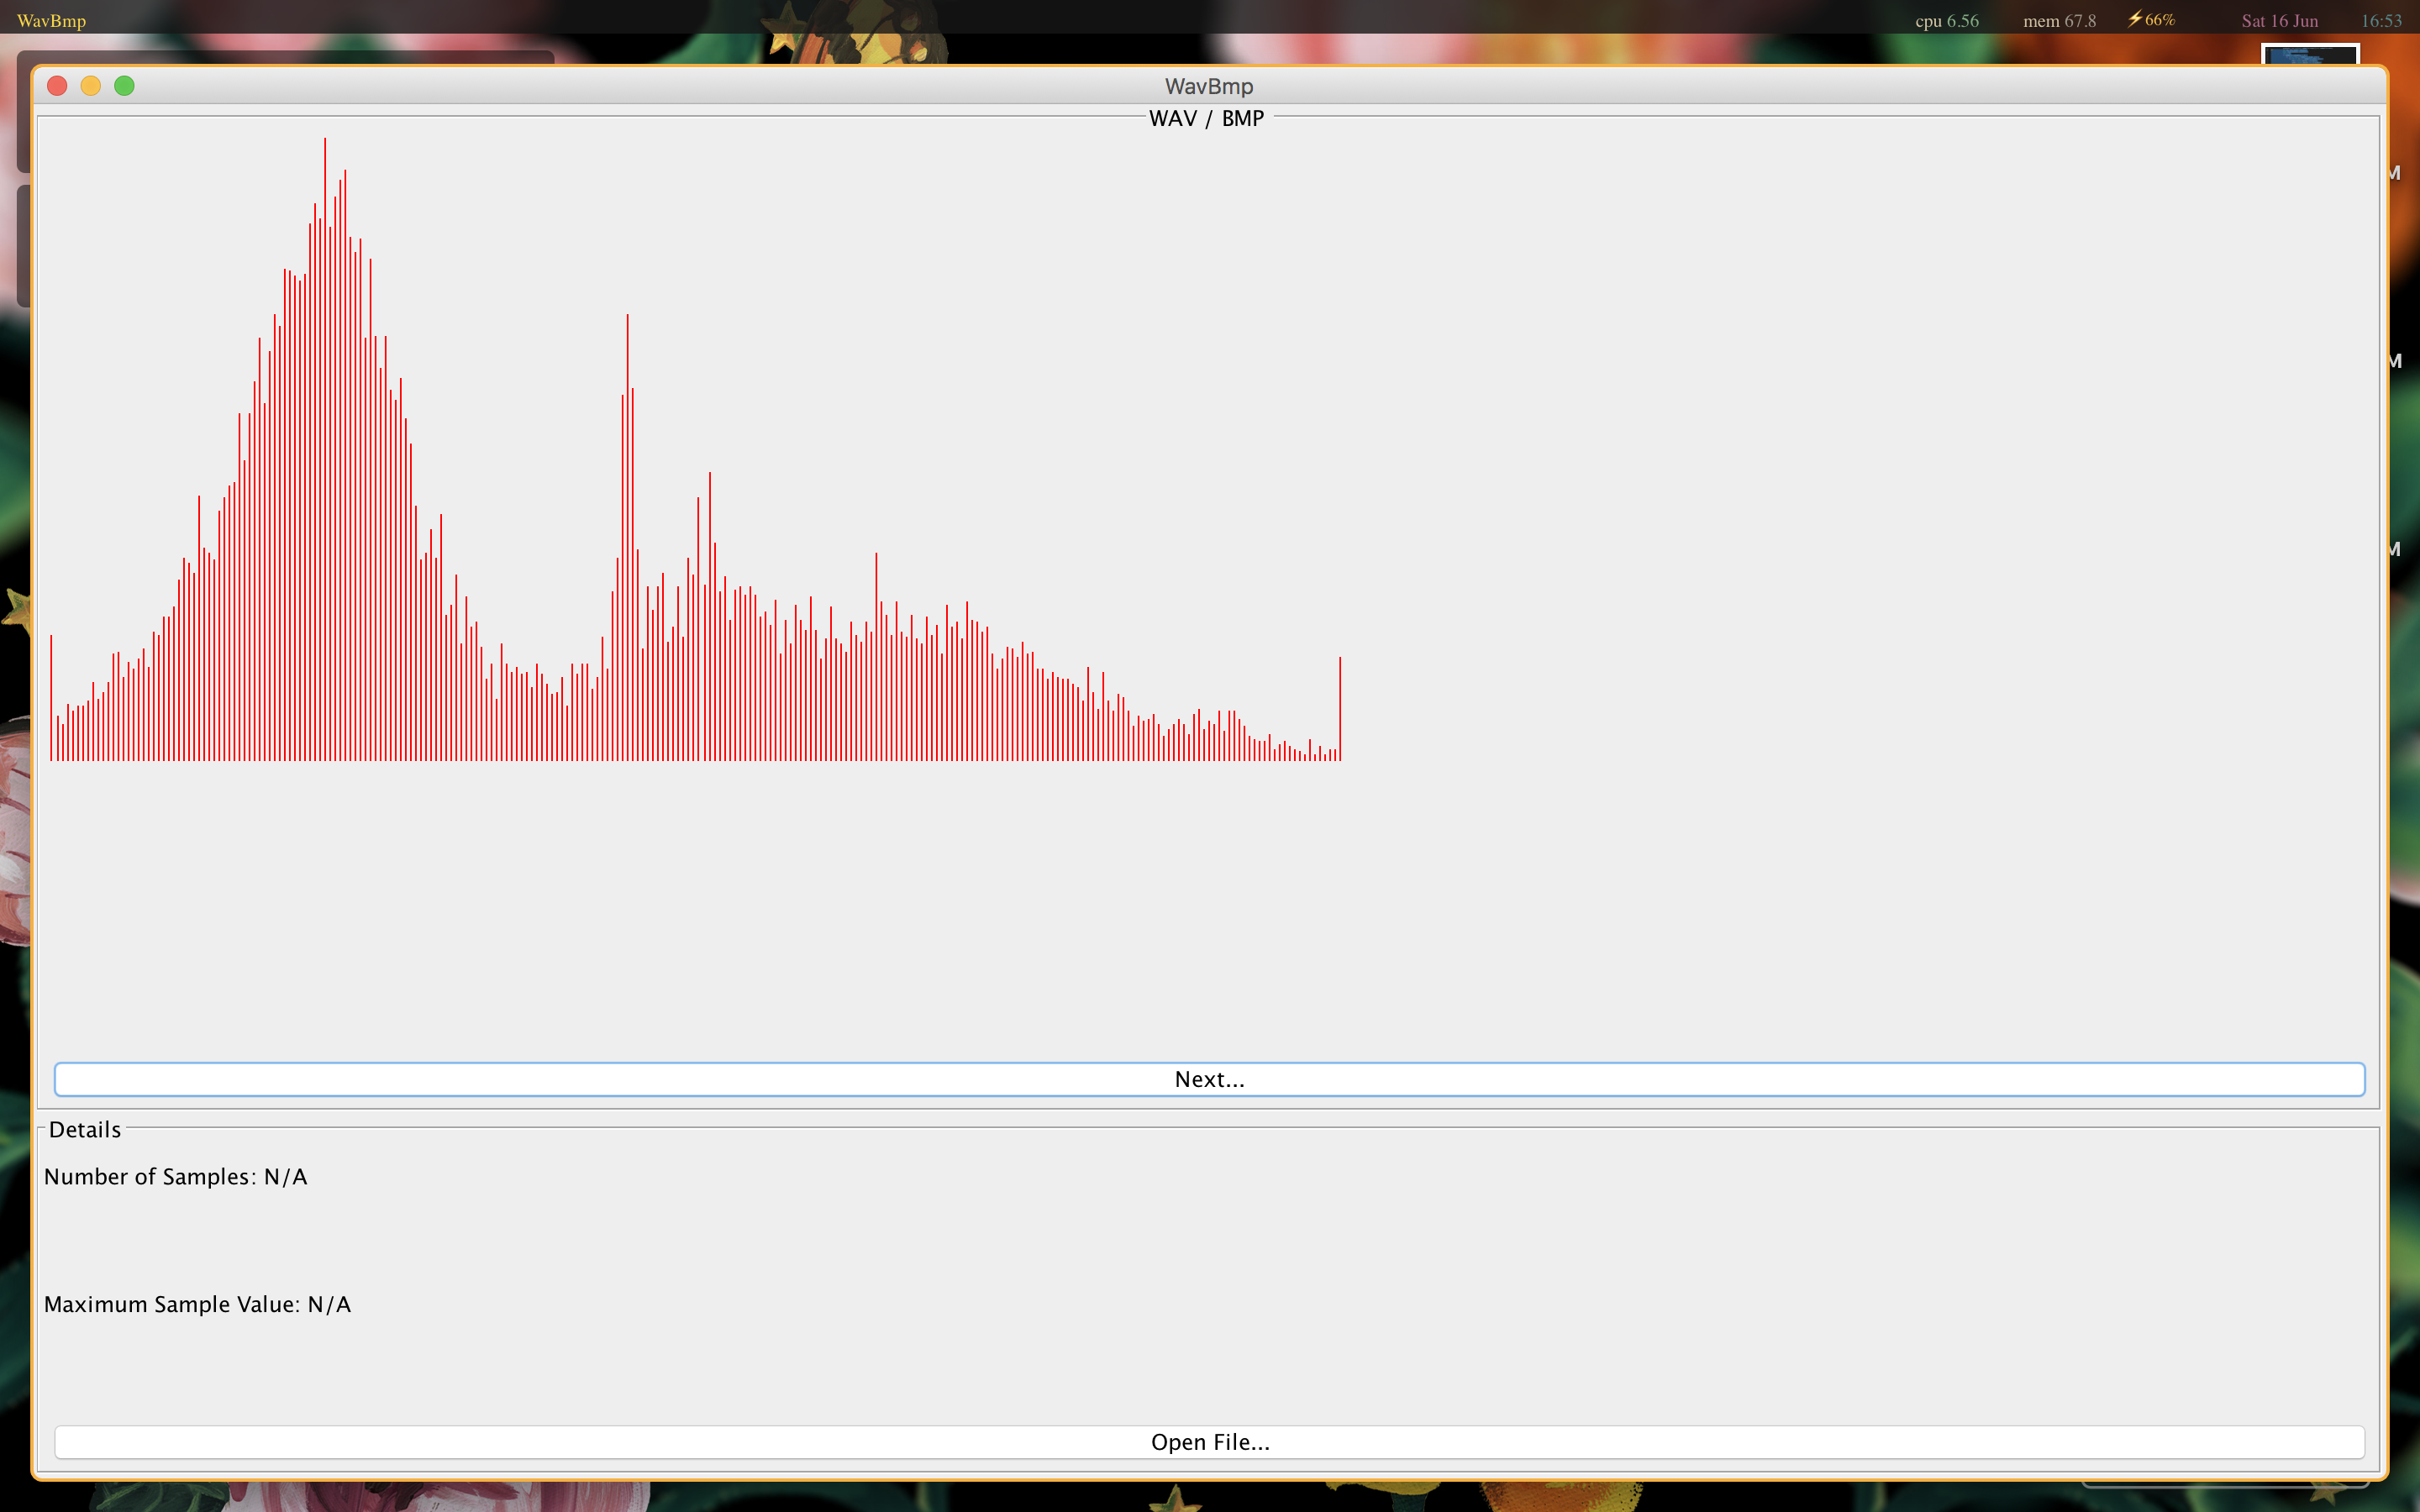 WavBmp
cpu 6.56 mem 67.8 ⚡66% Sat 16 Jun 16:53
WavBmp
WAV / BMP
M
M
M
Next...
Details
Number of Samples: N/A
Maximum Sample Value: N/A
Open File...